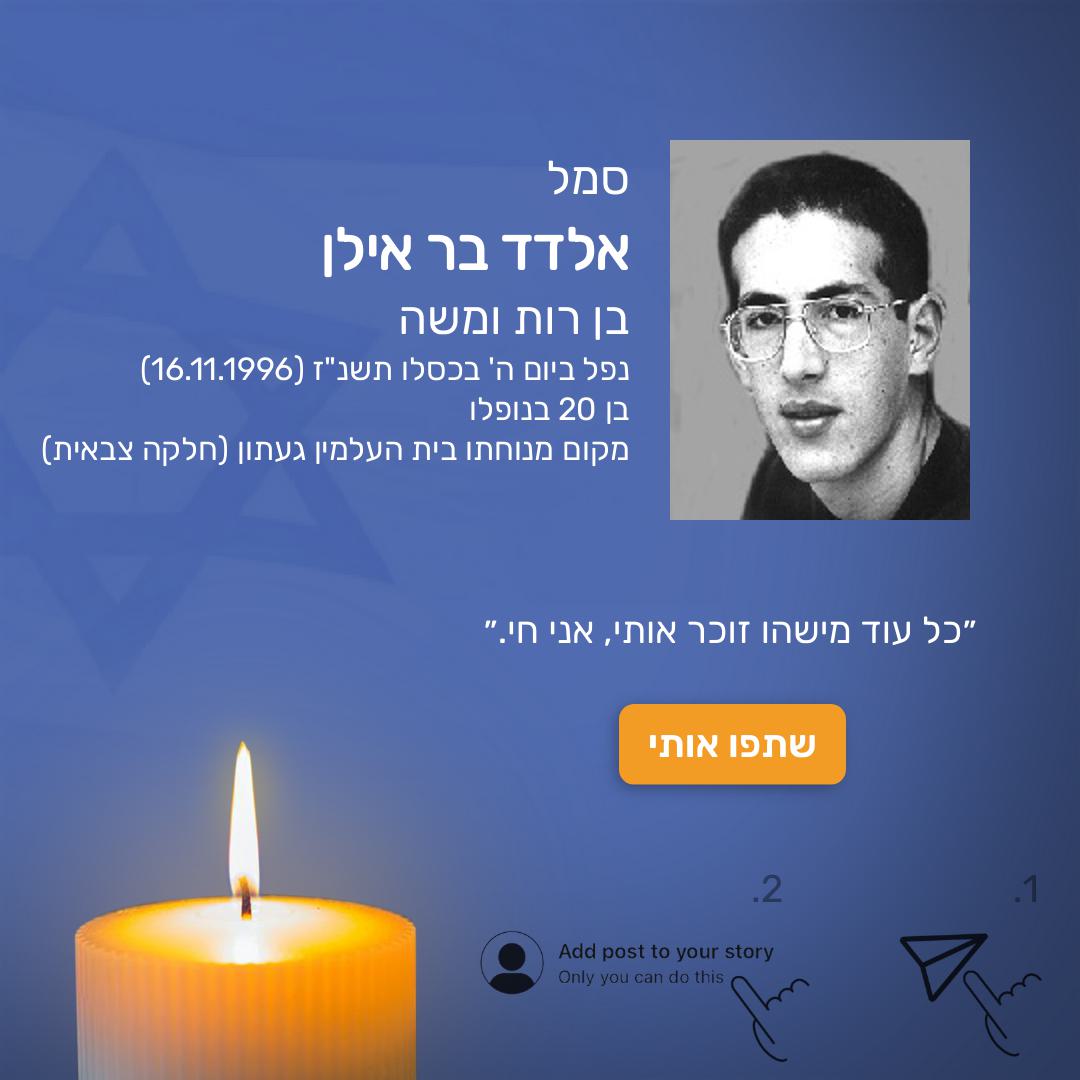 סמל
אלדד בר אילן
בן רות ומשה
נפל ביום ה' בכסלו תשנ"ז (16.11.1996)
בן 20 בנופלו
מקום מנוחתו בית העלמין געתון (חלקה צבאית)
״כל עוד מישהו זוכר אותי, אני חי.״
שתפו אותי
1.
2.
Add post to your story
Only you can do this